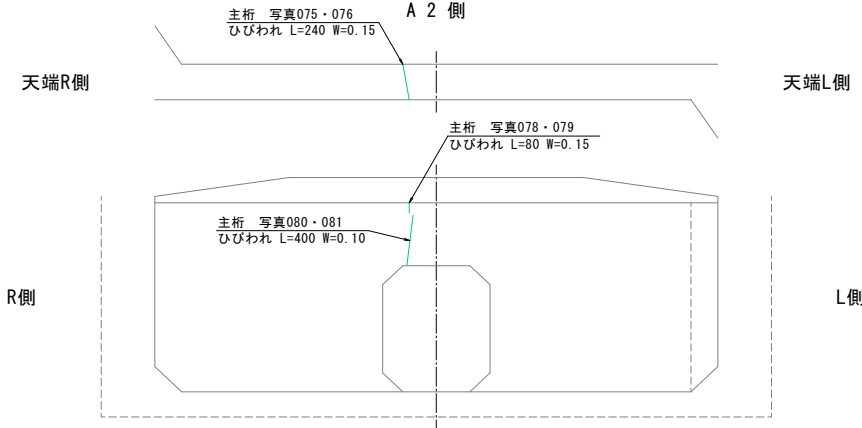 A 2 側
主桁　写真075・076
ひびわれ L=240 W=0.15
天端R側
天端L側
主桁　写真078・079
ひびわれ L=80 W=0.15
主桁　写真080・081
ひびわれ L=400 W=0.10
R側
L側